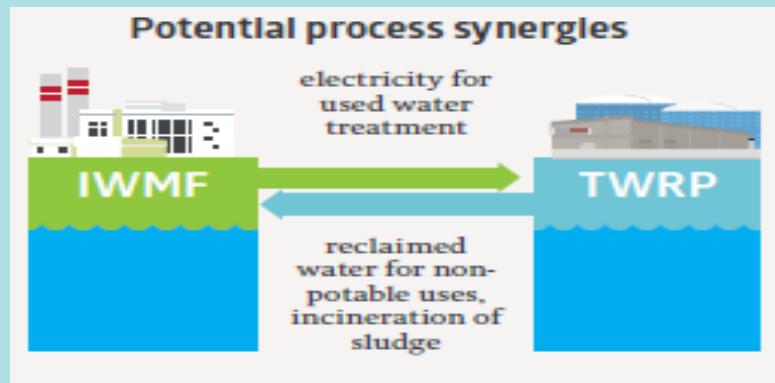 Potential process synergies
electricity for
used water
treatment
IWMF
TWRP
reclaimed
water for non-
potable uses,
incineration of
sludge